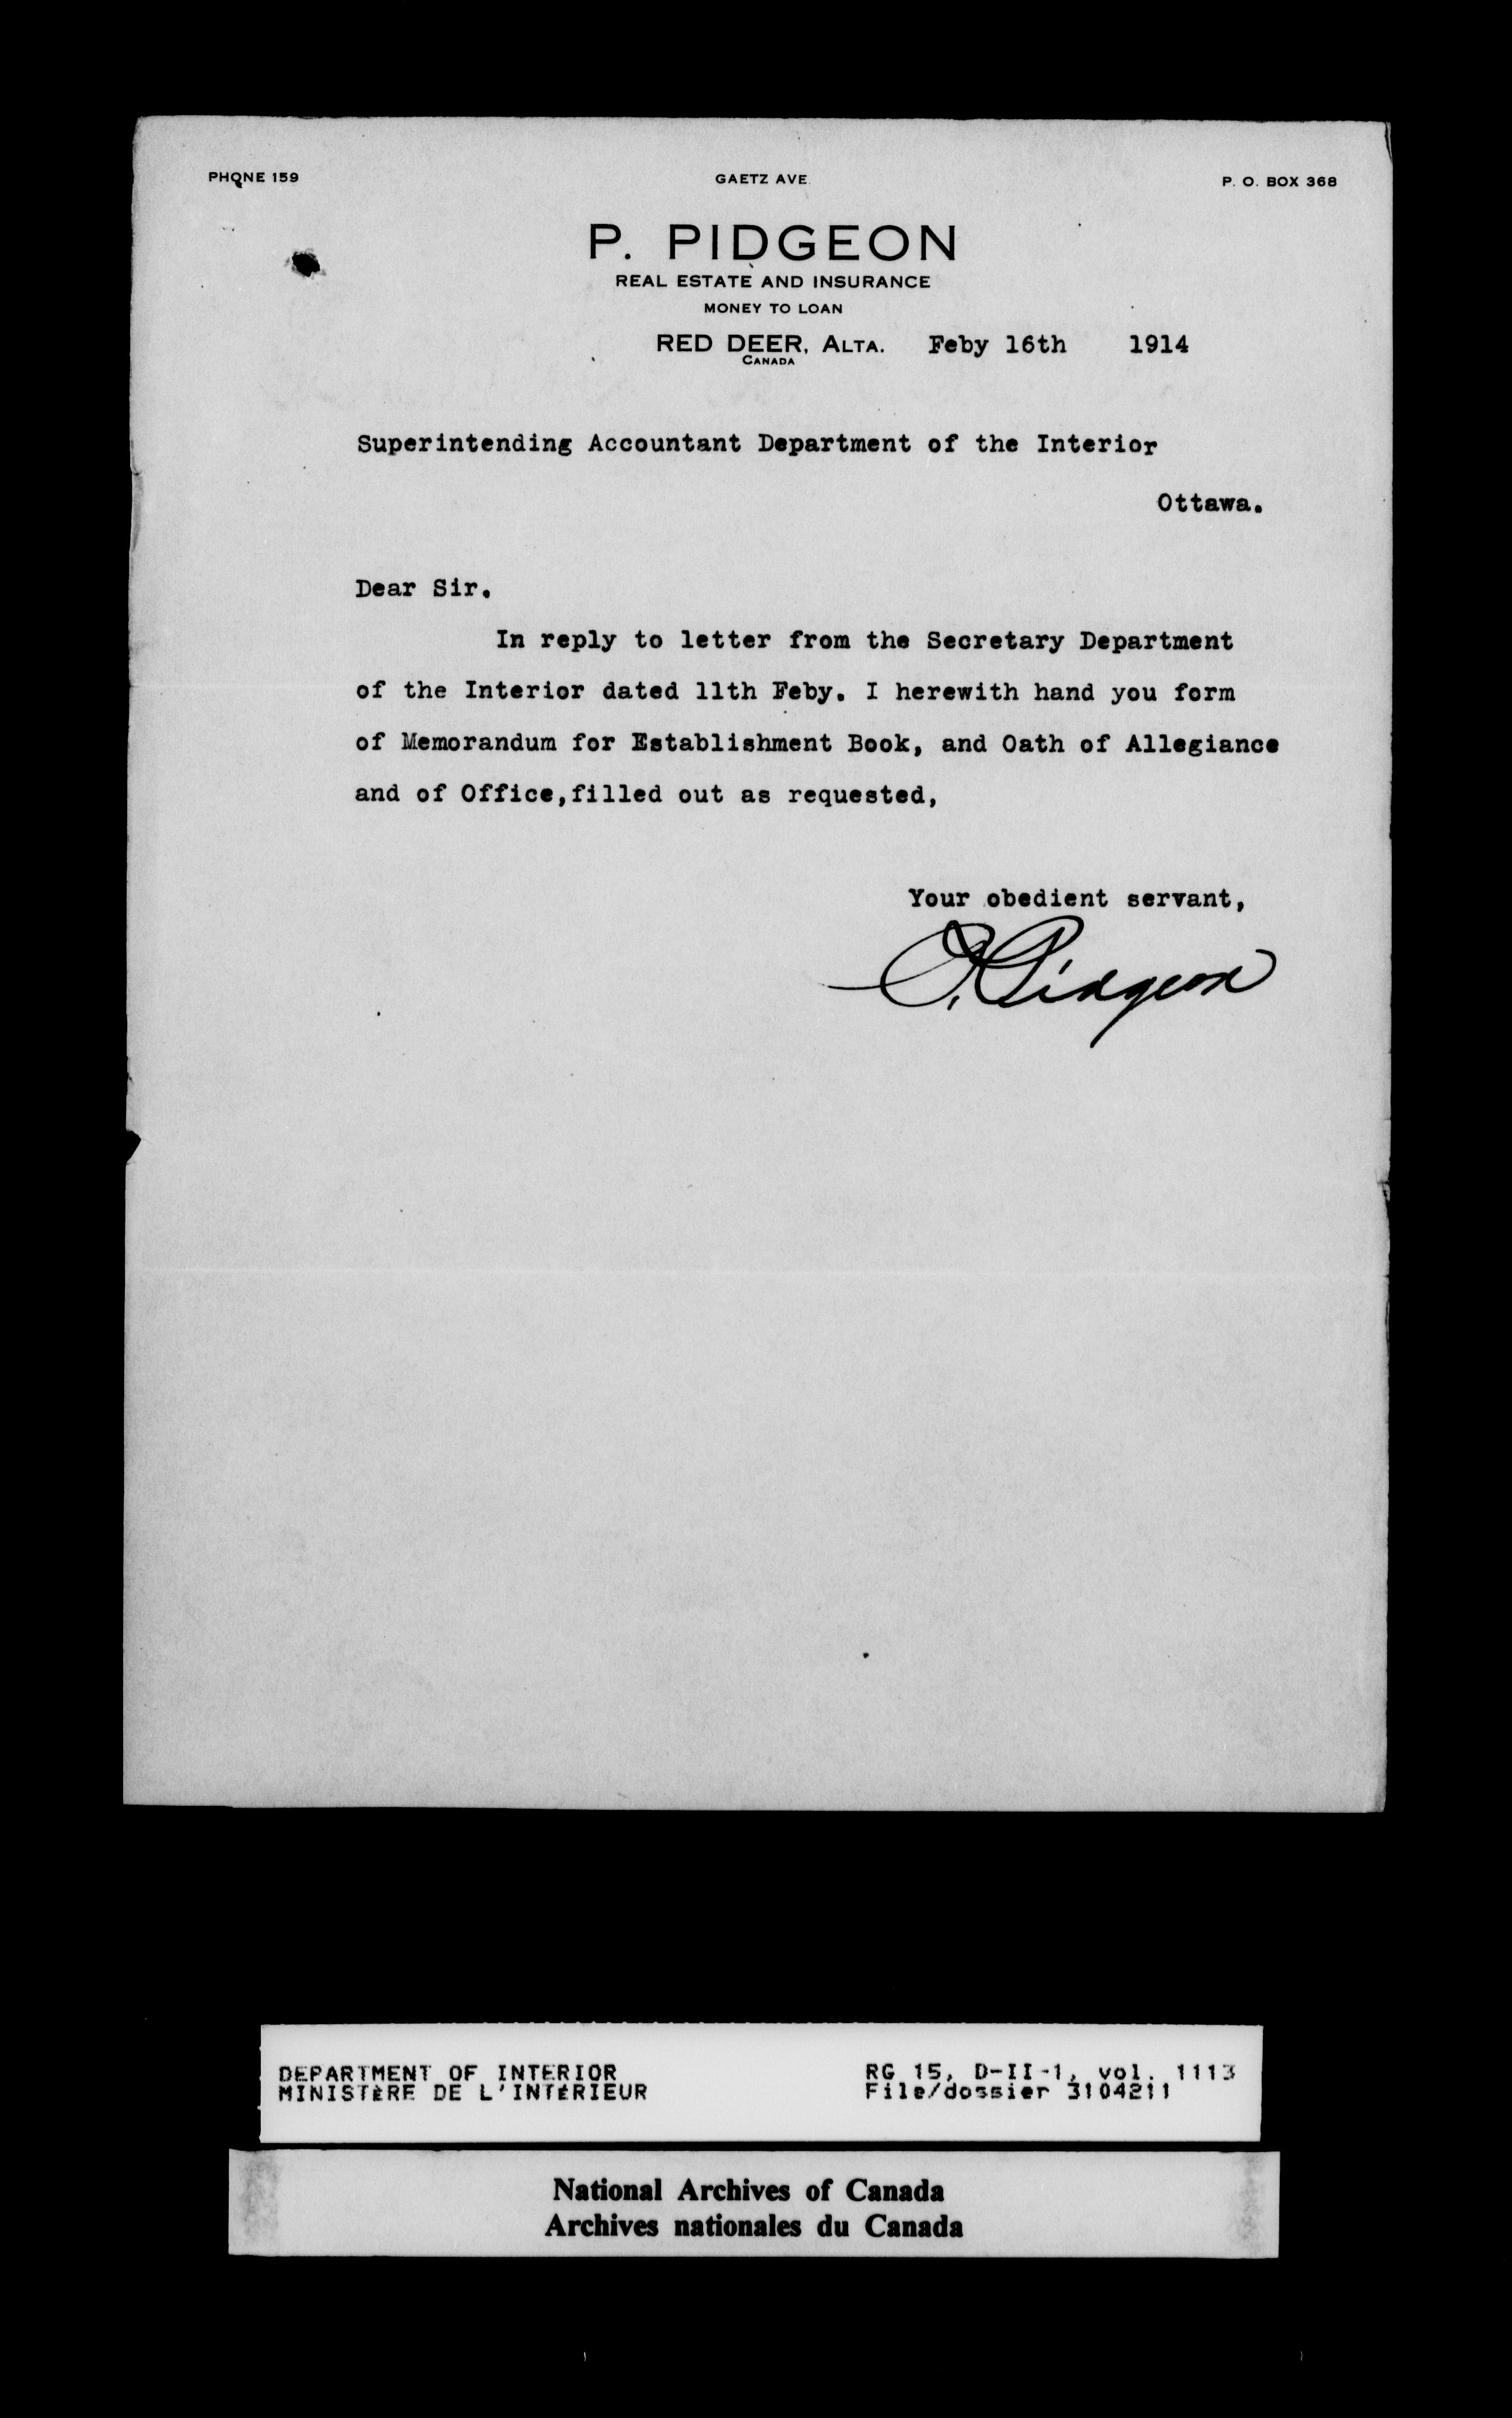 PHONE 159 GAETZ AVE. P. O. BOX 368
P. PIDGEON
REAL ESTATE AND INSURANCE
MONEY TO LOAN
RED DEER, ALTA. Feby 16th 1914
CANADA
Superintending Accountant Department of the Interior
Ottawa.
Dear Sir.
In reply to letter from the Secretary Department
of the Interior dated 11th Feby. I herewith hand you form
of Memorandum for Establishment Book, and Oath of Allegiance
and of Office,filled out as requested,
Your obedient servant,
P. Pidgeon
DEPARTMENT OF INTERIOR RG 15, D-II-1, vol. 1113
MINISTÈRE DE L'INTÉRIEUR File/dossier 3104211
National Archives of Canada
Archives nationales du Canada